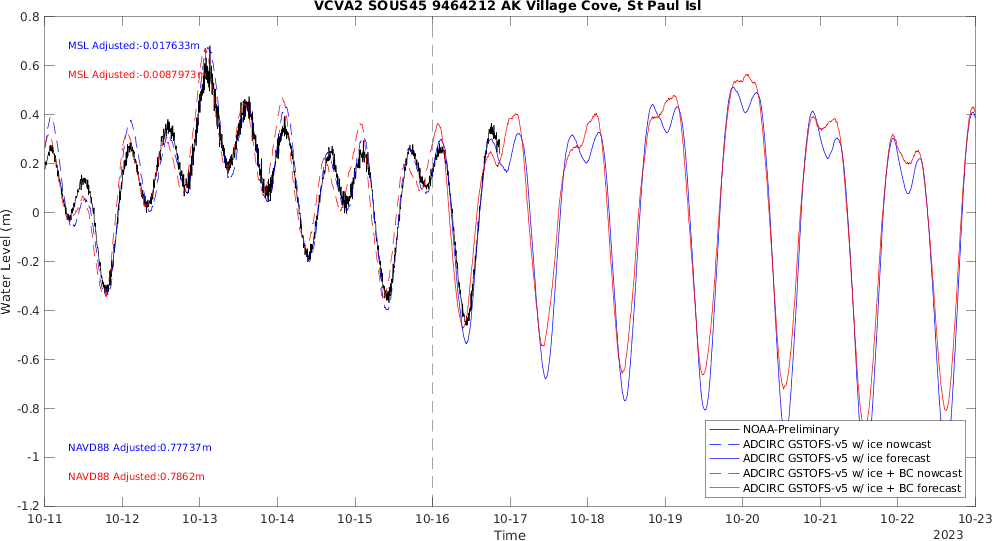 VCVA2 SOUS45 9464212 AK Village Cove, St Paul Isl
0.8
0.6
0.4
0.2
0
-0.2
-0.4
-0.6
-0.8
-1
-1.2
Water Level (m)
MSL Adjusted:-0.017633m
MSL Adjusted:-0.0087973m
NAVD88 Adjusted:0.77737m
NAVD88 Adjusted:0.7862m
NOAA-Preliminary
ADCIRC GSTOFS-v5 w/ ice nowcast
ADCIRC GSTOFS-v5 w/ ice forecast
ADCIRC GSTOFS-v5 w/ ice + BC nowcast
ADCIRC GSTOFS-v5 w/ ice + BC forecast
10-11 10-12 10-13 10-14 10-15 10-16 10-17 10-18 10-19 10-20 10-21 10-22 10-23
Time
2023